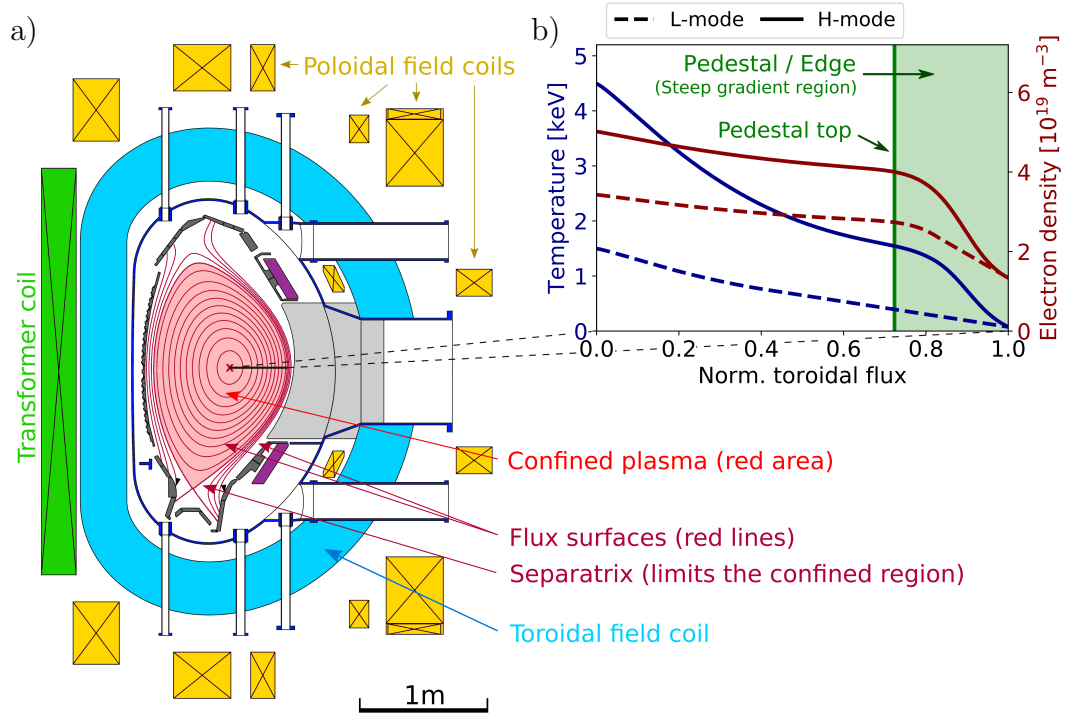 a)
Poloidal field coils
Transformer coil
Confined plasma (red area)
Flux surfaces (red lines)
Separatrix (limits the confined region)
Toroidal field coil
1m
b)
L-mode
H-mode
Pedestal / Edge
(Steep gradient region)
Pedestal top
Temperature [keV]
5
4
3
2
1
0
Electron density [10¹⁹ m⁻³]
6
4
2
0
0.0 0.2 0.4 0.6 0.8 1.0
Norm. toroidal flux